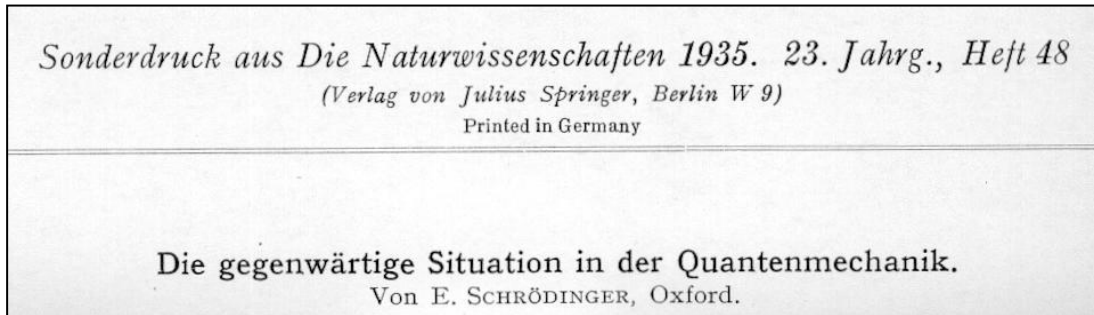 Sonderdruck aus Die Naturwissenschaften 1935. 23. Jahrg., Heft 48
(Verlag von Julius Springer, Berlin W 9)
Printed in Germany
Die gegenwärtige Situation in der Quantenmechanik.
Von E. SCHRÖDINGER, Oxford.